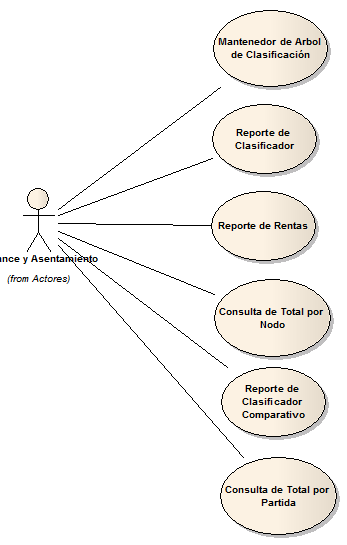 Mantenedor de Arbol
de Clasificación
Reporte de
Clasificador
Reporte de Rentas
ance y Asentamiento
(from Actores)
Consulta de Total por
Nodo
Reporte de
Clasificador
Comparativo
Consulta de Total por
Partida